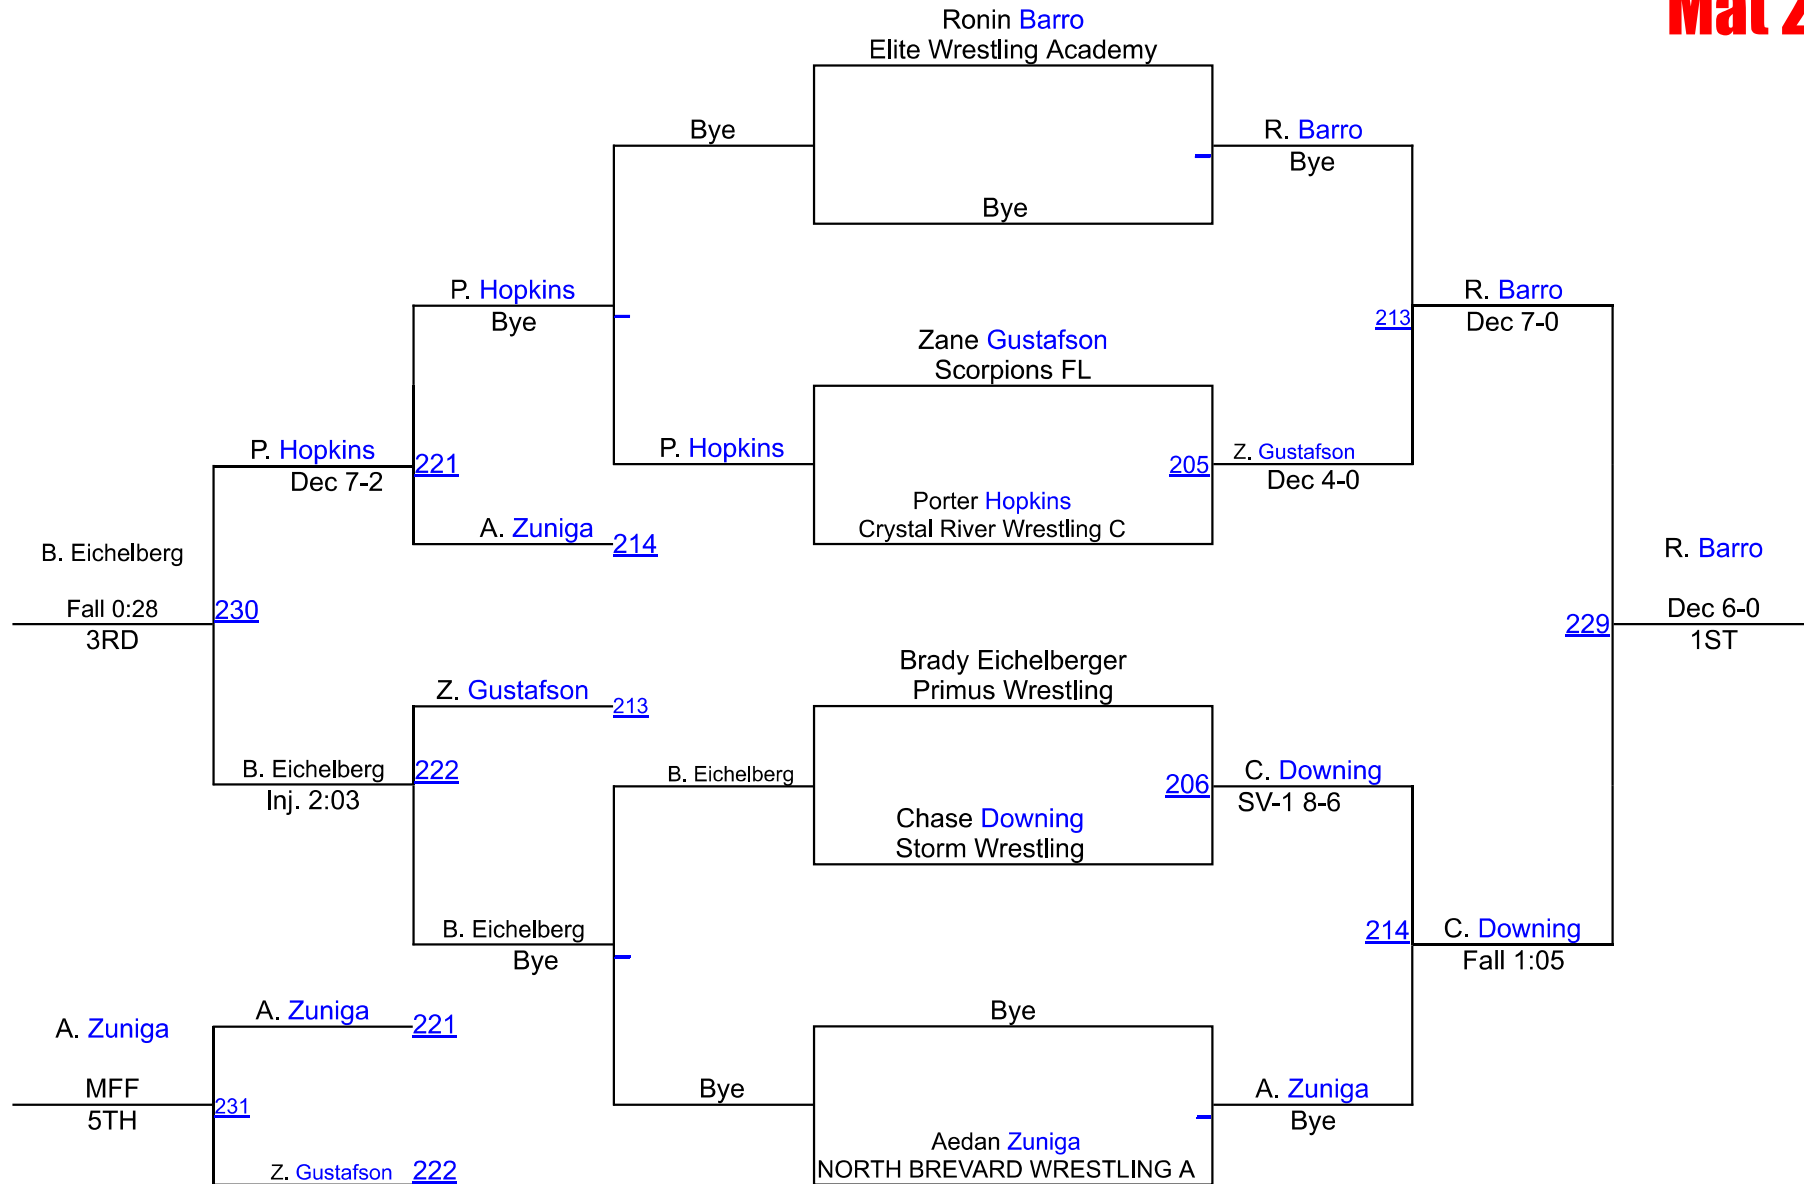 Mat 2
Ronin Barro
Elite Wrestling Academy
Bye
R. Barro
Bye
Bye
P. Hopkins
Bye
R. Barro
213
Dec 7-0
Zane Gustafson
Scorpions FL
P. Hopkins
221
Dec 7-2
P. Hopkins
205
Z. Gustafson
Dec 4-0
Porter Hopkins
Crystal River Wrestling C
A. Zuniga
214
B. Eichelberg
Fall 0:28
230
3RD
R. Barro
Dec 6-0
229
1ST
Brady Eichelberger
Primus Wrestling
Z. Gustafson
213
B. Eichelberg
222
Inj. 2:03
B. Eichelberg
206
C. Downing
SV-1 8-6
Chase Downing
Storm Wrestling
B. Eichelberg
Bye
214
C. Downing
Fall 1:05
A. Zuniga
A. Zuniga
221
Bye
MFF
231
5TH
Bye
A. Zuniga
Bye
Aedan Zuniga
NORTH BREVARD WRESTLING A
Z. Gustafson
222